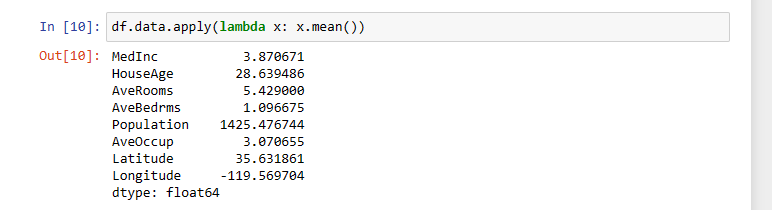 In [10]: df.data.apply(lambda x: x.mean())
Out[10]: MedInc 3.870671
HouseAge 28.639486
AveRooms 5.429000
AveBedrms 1.096675
Population 1425.476744
AveOccup 3.070655
Latitude 35.631861
Longitude -119.569704
dtype: float64